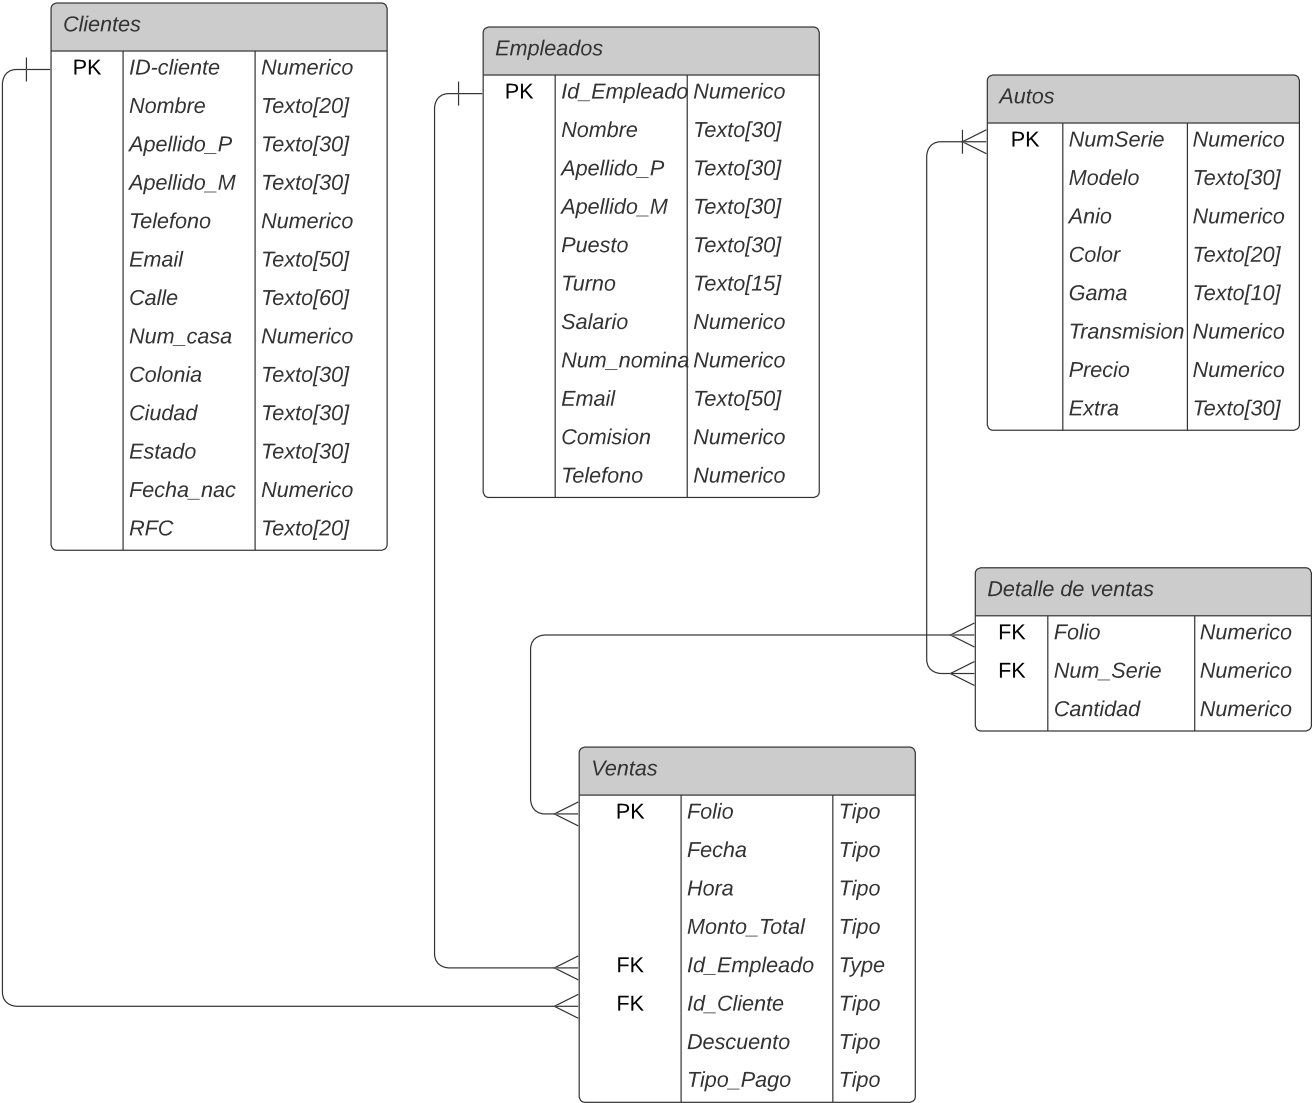 Clientes
PK ID-cliente Numerico
Nombre Texto[20]
Apellido_P Texto[30]
Apellido_M Texto[30]
Telefono Numerico
Email Texto[50]
Calle Texto[60]
Num_casa Numerico
Colonia Texto[30]
Ciudad Texto[30]
Estado Texto[30]
Fecha_nac Numerico
RFC Texto[20]
Empleados
PK Id_Empleado Numerico
Nombre Texto[30]
Apellido_P Texto[30]
Apellido_M Texto[30]
Puesto Texto[30]
Turno Texto[15]
Salario Numerico
Num_nomina Numerico
Email Texto[50]
Comision Numerico
Telefono Numerico
Autos
PK NumSerie Numerico
Modelo Texto[30]
Anio Numerico
Color Texto[20]
Gama Texto[10]
Transmision Numerico
Precio Numerico
Extra Texto[30]
Detalle de ventas
FK Folio Numerico
FK Num_Serie Numerico
Cantidad Numerico
Ventas
PK Folio Tipo
Fecha Tipo
Hora Tipo
Monto_Total Tipo
FK Id_Empleado Type
FK Id_Cliente Tipo
Descuento Tipo
Tipo_Pago Tipo